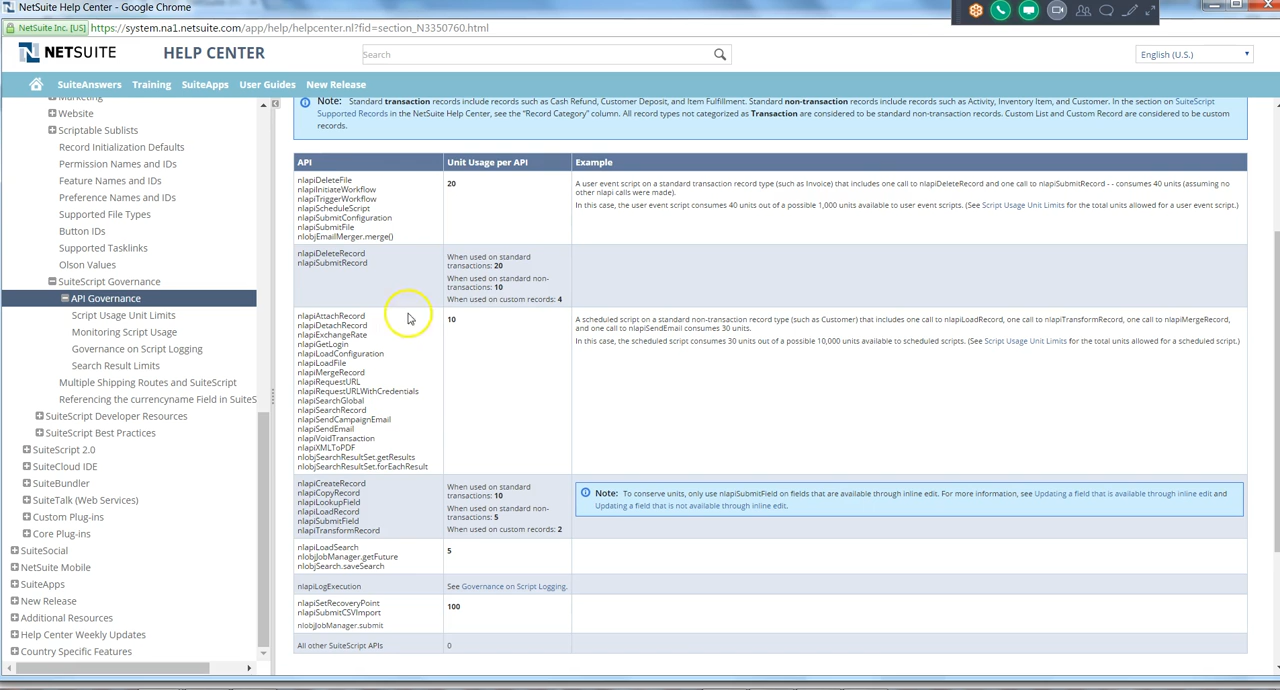 NetSuite Help Center - Google Chrome
NetSuite Inc. [US] https://system.na1.netsuite.com/app/help/helpcenter.nl?fid=section_N3350760.html
NETSUITE HELP CENTER
Search
English (U.S.)
SuiteAnswers Training SuiteApps User Guides New Release
Marketing
Website
Scriptable Sublists
Record Initialization Defaults
Permission Names and IDs
Feature Names and IDs
Preference Names and IDs
Supported File Types
Button IDs
Supported Tasklinks
Olson Values
SuiteScript Governance
API Governance
Script Usage Unit Limits
Monitoring Script Usage
Governance on Script Logging
Search Result Limits
Multiple Shipping Routes and SuiteScript
Referencing the currencyname Field in SuiteS
SuiteScript Developer Resources
SuiteScript Best Practices
SuiteScript 2.0
SuiteCloud IDE
SuiteBundler
SuiteTalk (Web Services)
Custom Plug-ins
Core Plug-ins
SuiteSocial
NetSuite Mobile
SuiteApps
New Release
Additional Resources
Help Center Weekly Updates
Country Specific Features
Note: Standard transaction records include records such as Cash Refund, Customer Deposit, and Item Fulfillment. Standard non-transaction records include records such as Activity, Inventory Item, and Customer. In the section on SuiteScript
Supported Records in the NetSuite Help Center, see the "Record Category" column. All record types not categorized as Transaction are considered to be standard non-transaction records. Custom List and Custom Record are considered to be custom
records.
API Unit Usage per API Example
nlapiDeleteFile
nlapiInitiateWorkflow
nlapiTriggerWorkflow
nlapiScheduleScript
nlapiSubmitConfiguration
nlapiSubmitFile
nlobjEmailMerger.merge()
20
A user event script on a standard transaction record type (such as Invoice) that includes one call to nlapiDeleteRecord and one call to nlapiSubmitRecord - - consumes 40 units (assuming no
other nlapi calls were made).
In this case, the user event script consumes 40 units out of a possible 1,000 units available to user event scripts. (See Script Usage Unit Limits for the total units allowed for a user event script.)
nlapiDeleteRecord
nlapiSubmitRecord
When used on standard
transactions: 20
When used on standard non-
transactions: 10
When used on custom records: 4
nlapiAttachRecord
nlapiDetachRecord
nlapiExchangeRate
nlapiGetLogin
nlapiLoadConfiguration
nlapiLoadFile
nlapiMergeRecord
nlapiRequestURL
nlapiRequestURLWithCredentials
nlapiSearchGlobal
nlapiSearchRecord
nlapiSendCampaignEmail
nlapiSendEmail
nlapiVoidTransaction
nlapiXMLToPDF
nlobjSearchResultSet.getResults
nlobjSearchResultSet.forEachResult
10
A scheduled script on a standard non-transaction record type (such as Customer) that includes one call to nlapiLoadRecord, one call to nlapiTransformRecord, one call to nlapiMergeRecord,
and one call to nlapiSendEmail consumes 30 units.
In this case, the scheduled script consumes 30 units out of a possible 10,000 units available to scheduled scripts. (See Script Usage Unit Limits for the total units allowed for a scheduled script.)
nlapiCreateRecord
nlapiCopyRecord
nlapiLookupField
nlapiLoadRecord
nlapiSubmitField
nlapiTransformRecord
When used on standard
transactions: 10
When used on standard non-
transactions: 5
When used on custom records: 2
Note: To conserve units, only use nlapiSubmitField on fields that are available through inline edit. For more information, see Updating a field that is available through inline edit and
Updating a field that is not available through inline edit.
nlapiLoadSearch
nlobjJobManager.getFuture
nlobjSearch.saveSearch
5
nlapiLogExecution See Governance on Script Logging.
nlapiSetRecoveryPoint
nlapiSubmitCSVImport
nlobjJobManager.submit
100
All other SuiteScript APIs 0